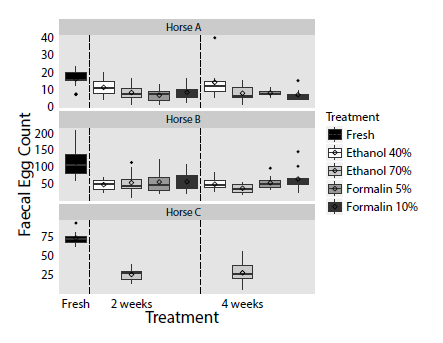 Horse A
40
30
20
10
0
Horse B
200
150
100
50
Horse C
75
50
25
Faecal Egg Count
Fresh 2 weeks 4 weeks
Treatment
Treatment
Fresh
Ethanol 40%
Ethanol 70%
Formalin 5%
Formalin 10%